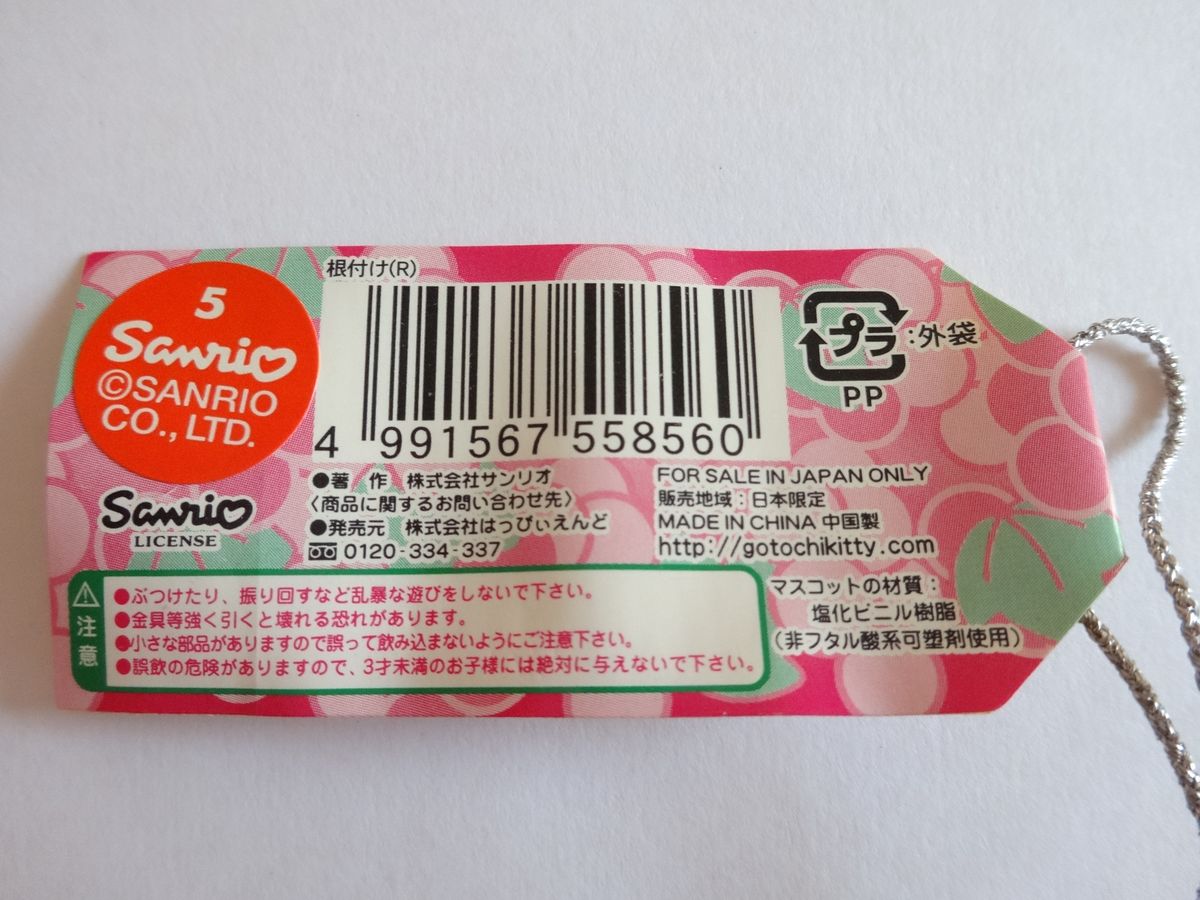 5
Sanrio
©SANRIO
CO., LTD.
Sanrio
LICENSE
根付け(R)
4 991567 558560
●著 作 株式会社サンリオ
〈商品に関するお問い合わせ先〉
●発売元 株式会社はっぴぃえんど
0120-334-337
プラ:外袋
PP
FOR SALE IN JAPAN ONLY
販売地域:日本限定
MADE IN CHINA 中国製
http://gotochikitty.com
注意
●ぶつけたり、振り回すなど乱暴な遊びをしないで下さい。
●金具等強く引くと壊れる恐れがあります。
●小さな部品がありますので誤って飲み込まないようにご注意下さい。
●誤飲の危険がありますので、3才未満のお子様には絶対に与えないで下さい。
マスコットの材質:
塩化ビニル樹脂
(非フタル酸系可塑剤使用)